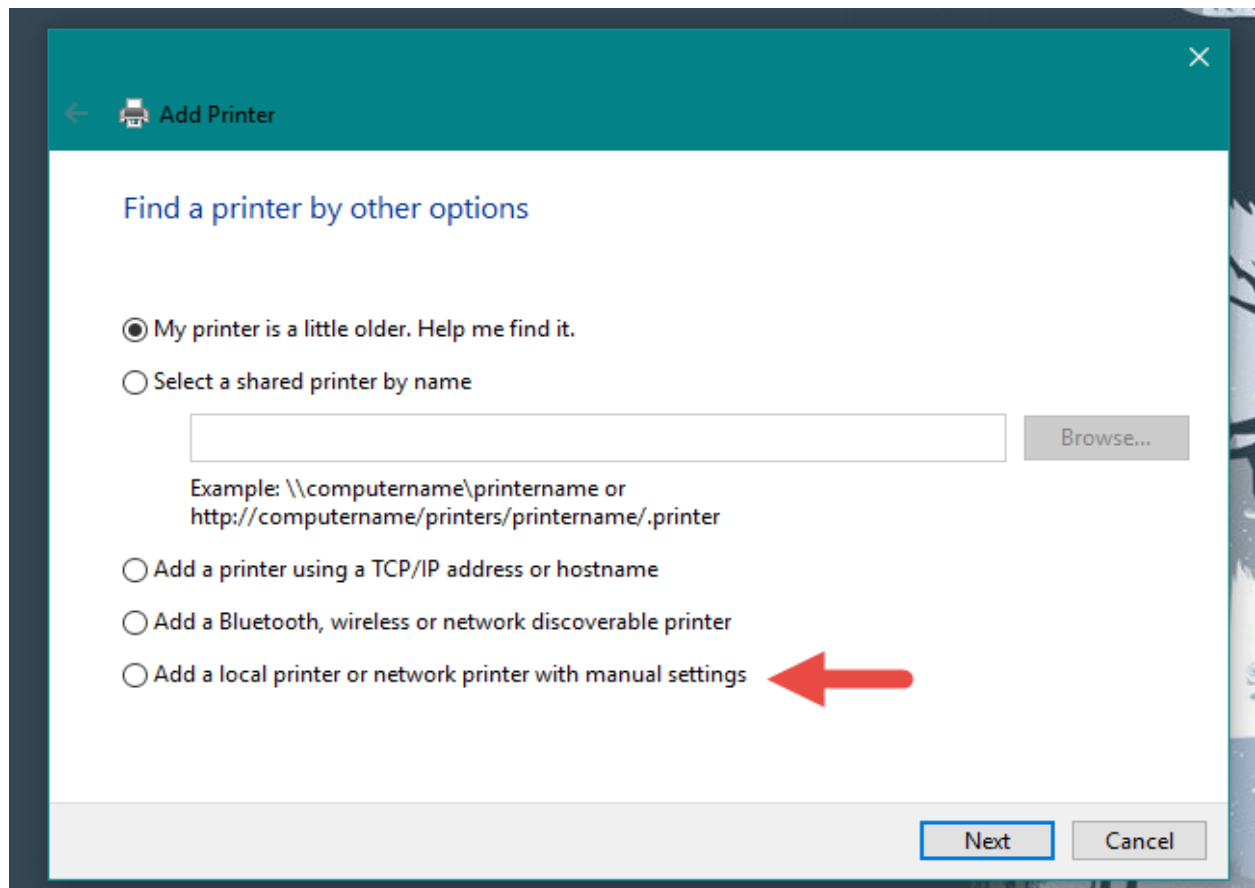 Add Printer
Find a printer by other options
My printer is a little older. Help me find it.
Select a shared printer by name
Browse...
Example: \\computername\printername or
http://computername/printers/printername/.printer
Add a printer using a TCP/IP address or hostname
Add a Bluetooth, wireless or network discoverable printer
Add a local printer or network printer with manual settings
Next
Cancel